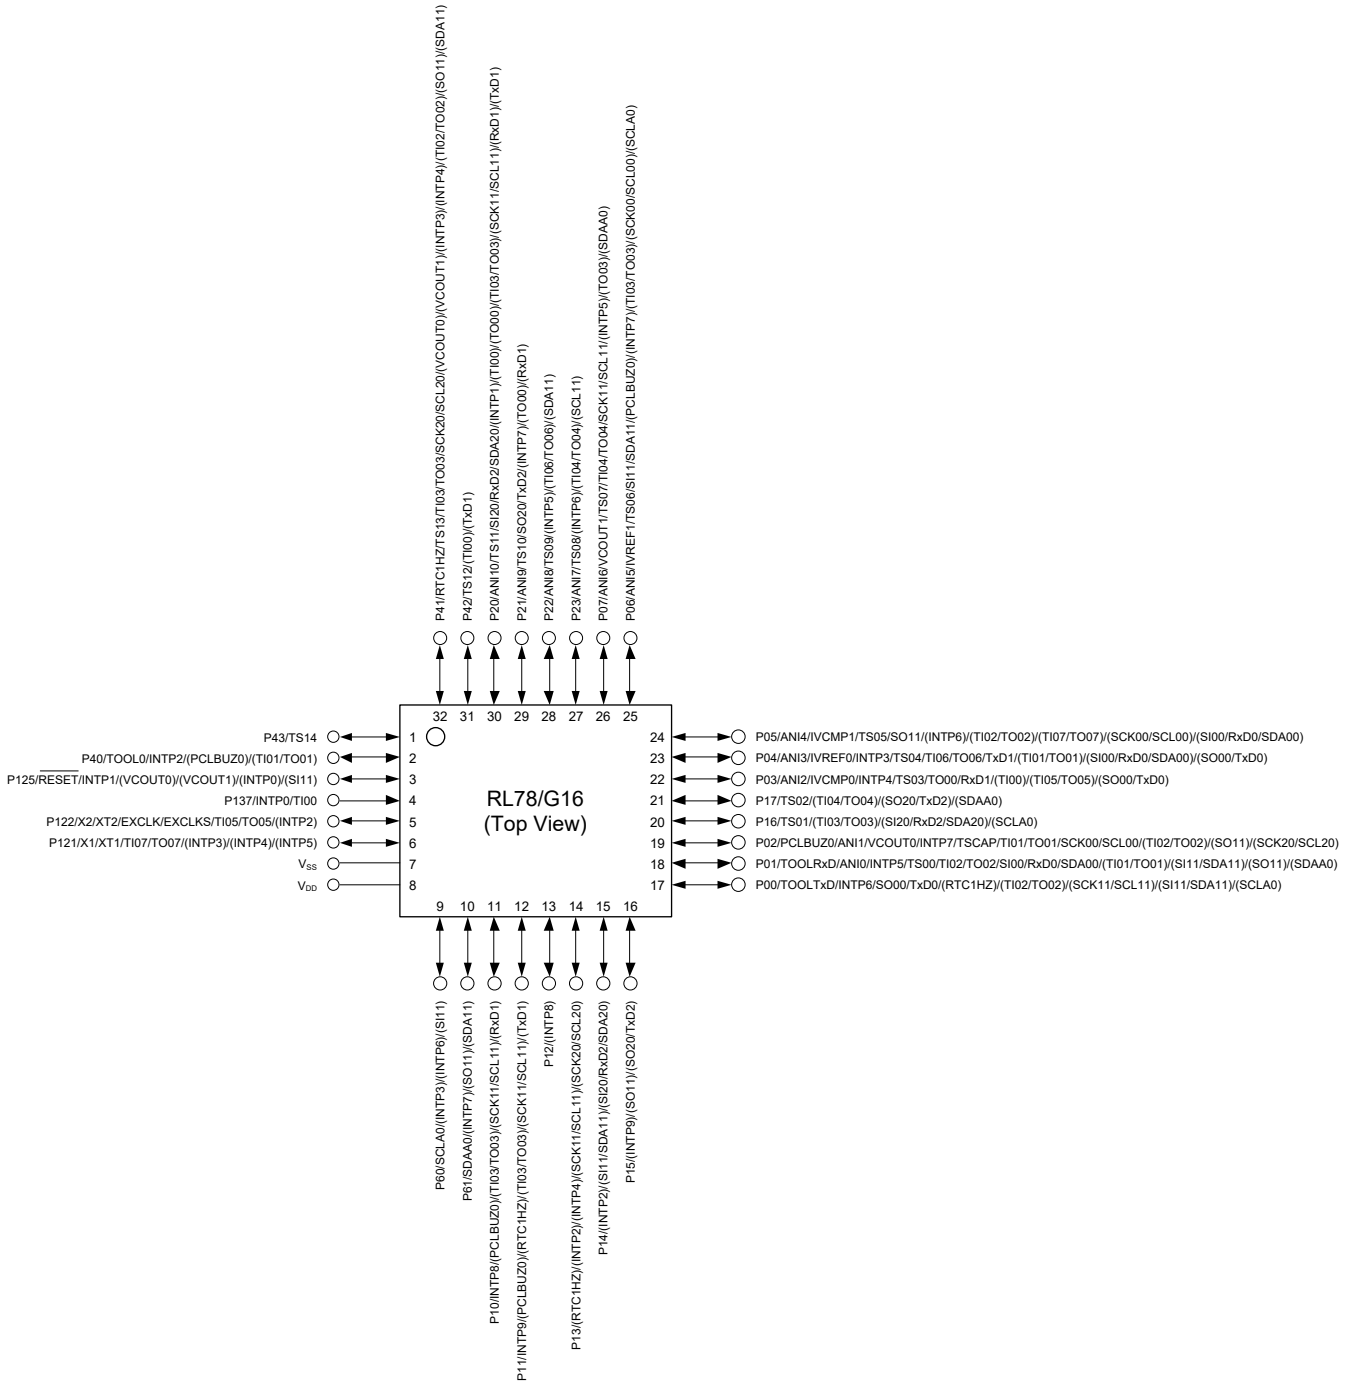 P41/RTC1HZ/TS13/TI03/TO03/SCK20/SCL20/(VCOUT0)/(VCOUT1)/(INTP3)/(INTP4)/(TI02/TO02)/(SO11)/(SDA11)
P42/TS12/(TI00)/(TxD1)
P20/ANI10/TS11/SI20/RxD2/SDA20/(INTP1)/(TI00)/(TO00)/(TI03/TO03)/(SCK11/SCL11)/(RxD1)/(TxD1)
P21/ANI9/TS10/SO20/TxD2/(INTP7)/(TO00)/(RxD1)
P22/ANI8/TS09/(INTP5)/(TI06/TO06)/(SDA11)
P23/ANI7/TS08/(INTP6)/(TI04/TO04)/(SCL11)
P07/ANI6/VCOUT1/TS07/TI04/TO04/SCK11/SCL11/(INTP5)/(TO03)/(SDAA0)
P06/ANI5/IVREF1/TS06/SI11/SDA11/(PCLBUZ0)/(INTP7)/(TI03/TO03)/(SCK00/SCL00)/(SCLA0)
32 31 30 29 28 27 26 25
P43/TS14 1
P40/TOOL0/INTP2/(PCLBUZ0)/(TI01/TO01) 2
P125/RESET/INTP1/(VCOUT0)/(VCOUT1)/(INTP0)/(SI11) 3
P137/INTP0/TI00 4
P122/X2/XT2/EXCLK/EXCLKS/TI05/TO05/(INTP2) 5
P121/X1/XT1/TI07/TO07/(INTP3)/(INTP4)/(INTP5) 6
VSS 7
VDD 8
RL78/G16
(Top View)
24 P05/ANI4/IVCMP1/TS05/SO11/(INTP6)/(TI02/TO02)/(TI07/TO07)/(SCK00/SCL00)/(SI00/RxD0/SDA00)
23 P04/ANI3/IVREF0/INTP3/TS04/TI06/TO06/TxD1/(TI01/TO01)/(SI00/RxD0/SDA00)/(SO00/TxD0)
22 P03/ANI2/IVCMP0/INTP4/TS03/TO00/RxD1/(TI00)/(TI05/TO05)/(SO00/TxD0)
21 P17/TS02/(TI04/TO04)/(SO20/TxD2)/(SDAA0)
20 P16/TS01/(TI03/TO03)/(SI20/RxD2/SDA20)/(SCLA0)
19 P02/PCLBUZ0/ANI1/VCOUT0/INTP7/TSCAP/TI01/TO01/SCK00/SCL00/(TI02/TO02)/(SO11)/(SCK20/SCL20)
18 P01/TOOLRxD/ANI0/INTP5/TS00/TI02/TO02/SI00/RxD0/SDA00/(TI01/TO01)/(SI11/SDA11)/(SO11)/(SDAA0)
17 P00/TOOLTxD/INTP6/SO00/TxD0/(RTC1HZ)/(TI02/TO02)/(SCK11/SCL11)/(SI11/SDA11)/(SCLA0)
9 10 11 12 13 14 15 16
P60/SCLA0/(INTP3)/(INTP6)/(SI11)
P61/SDAA0/(INTP7)/(SO11)/(SDA11)
P10/INTP8/(PCLBUZ0)/(TI03/TO03)/(SCK11/SCL11)/(RxD1)
P11/INTP9/(PCLBUZ0)/(RTC1HZ)/(TI03/TO03)/(SCK11/SCL11)/(TxD1)
P12/(INTP8)
P13/(RTC1HZ)/(INTP2)/(INTP4)/(SCK11/SCL11)/(SCK20/SCL20)
P14/(INTP2)/(SI11/SDA11)/(SI20/RxD2/SDA20)
P15/(INTP9)/(SO11)/(SO20/TxD2)